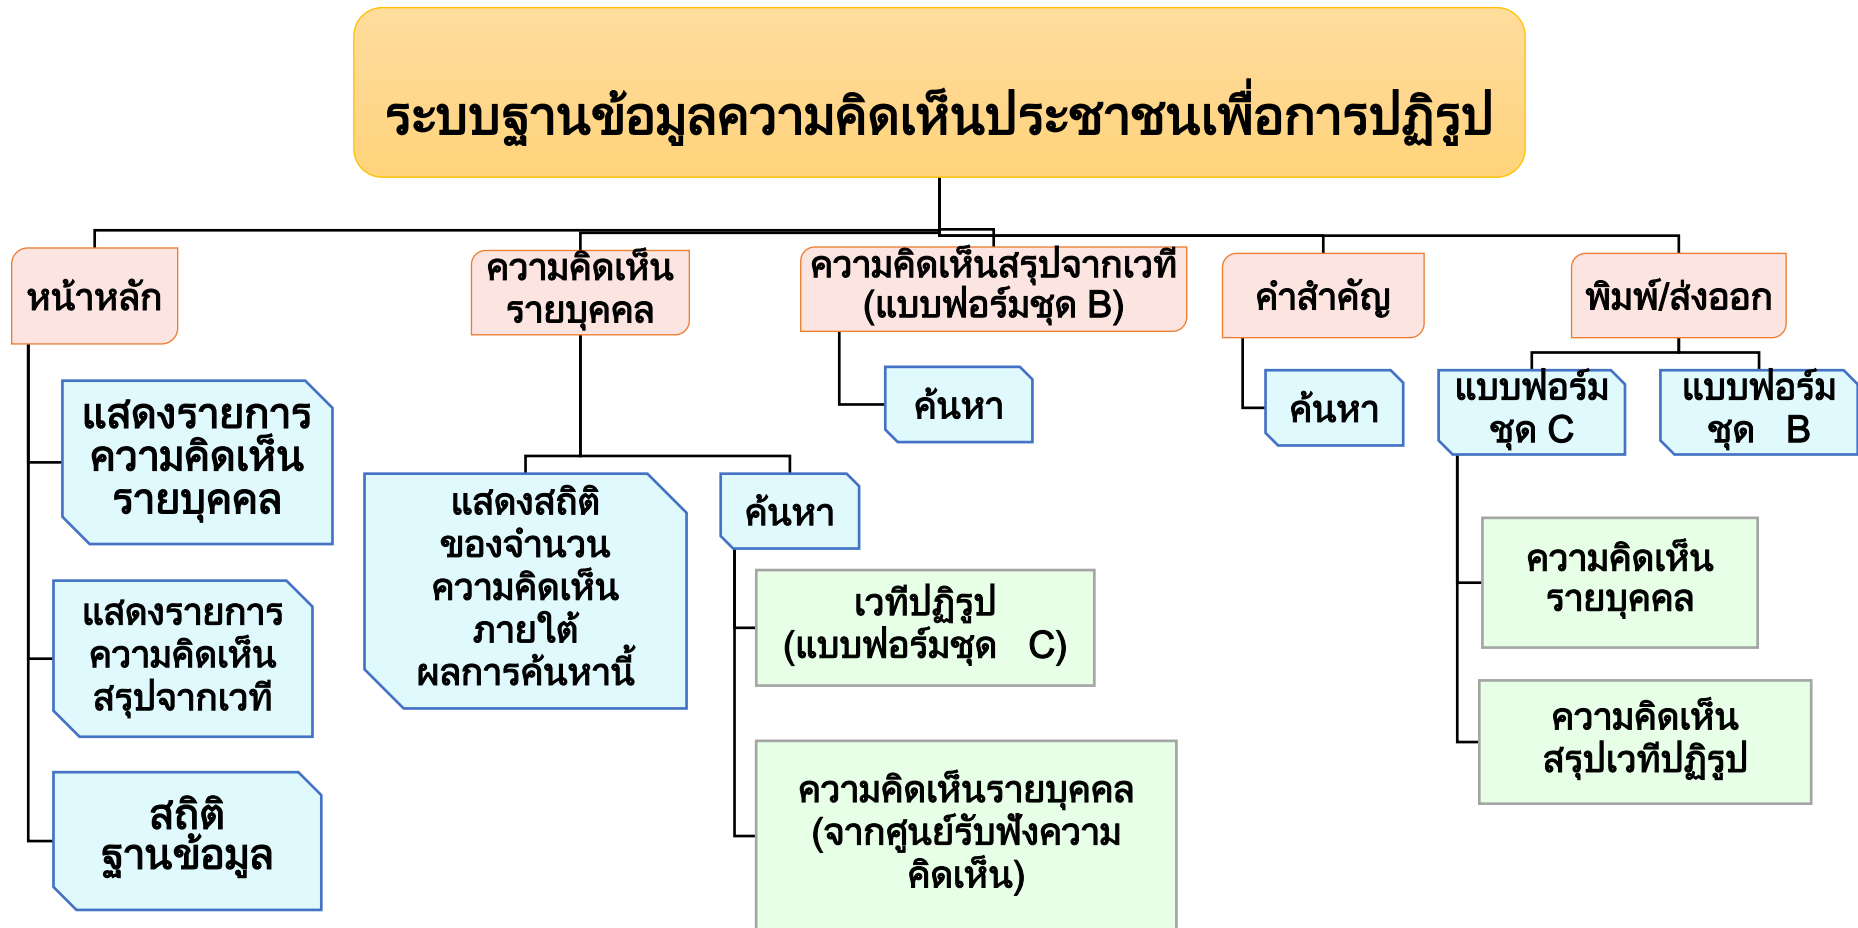 ระบบฐานข้อมูลความคิดเห็นประชาชนเพื่อการปฏิรูป
หน้าหลัก
แสดงรายการ
ความคิดเห็น
รายบุคคล
แสดงรายการ
ความคิดเห็น
สรุปจากเวที
สถิติ
ฐานข้อมูล
ความคิดเห็น
รายบุคคล
แสดงสถิติ
ของจำนวน
ความคิดเห็น
ภายใต้
ผลการค้นหานี้
ค้นหา
เวทีปฏิรูป
(แบบฟอร์มชุด C)
ความคิดเห็นรายบุคคล
(จากศูนย์รับฟังความ
คิดเห็น)
ความคิดเห็นสรุปจากเวที
(แบบฟอร์มชุด B)
ค้นหา
คำสำคัญ
ค้นหา
พิมพ์/ส่งออก
แบบฟอร์ม
ชุด C
ความคิดเห็น
รายบุคคล
ความคิดเห็น
สรุปเวทีปฏิรูป
แบบฟอร์ม
ชุด B